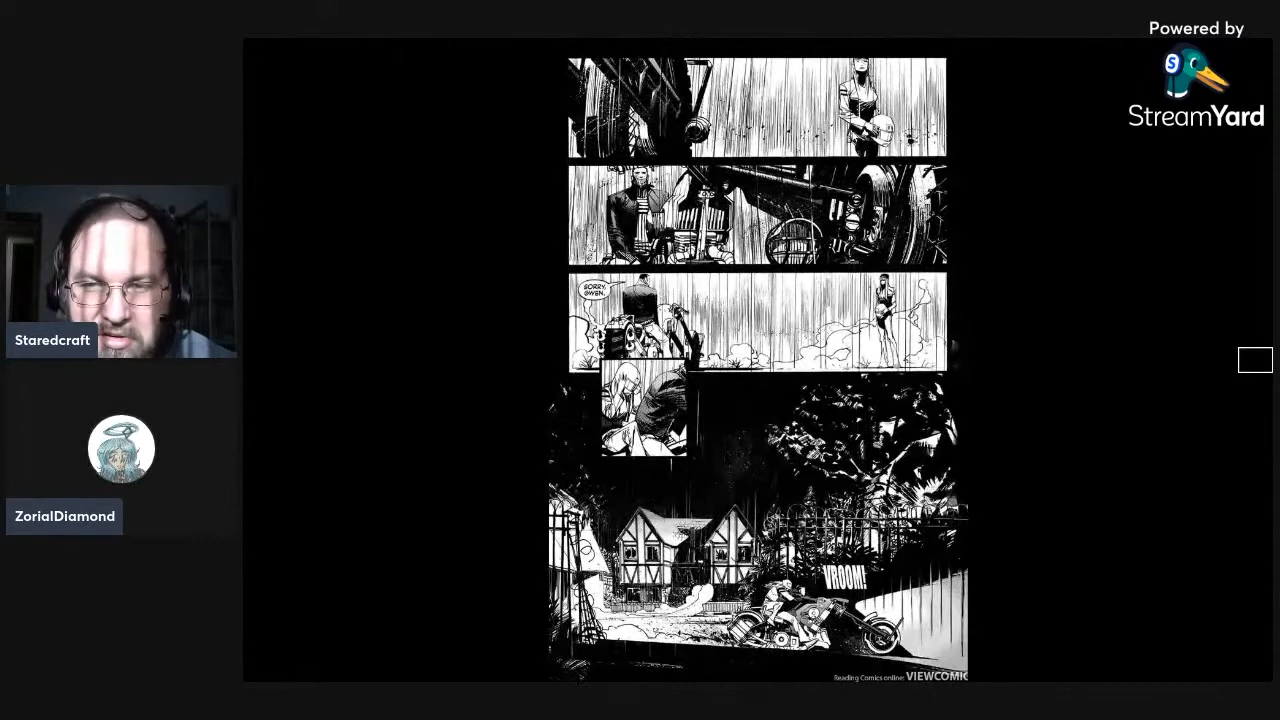 Powered by
StreamYard
Staredcraft
ZorialDiamond
SORRY,
GWEN.
VROOM!
Reading Comics online: VIEWCOMIC